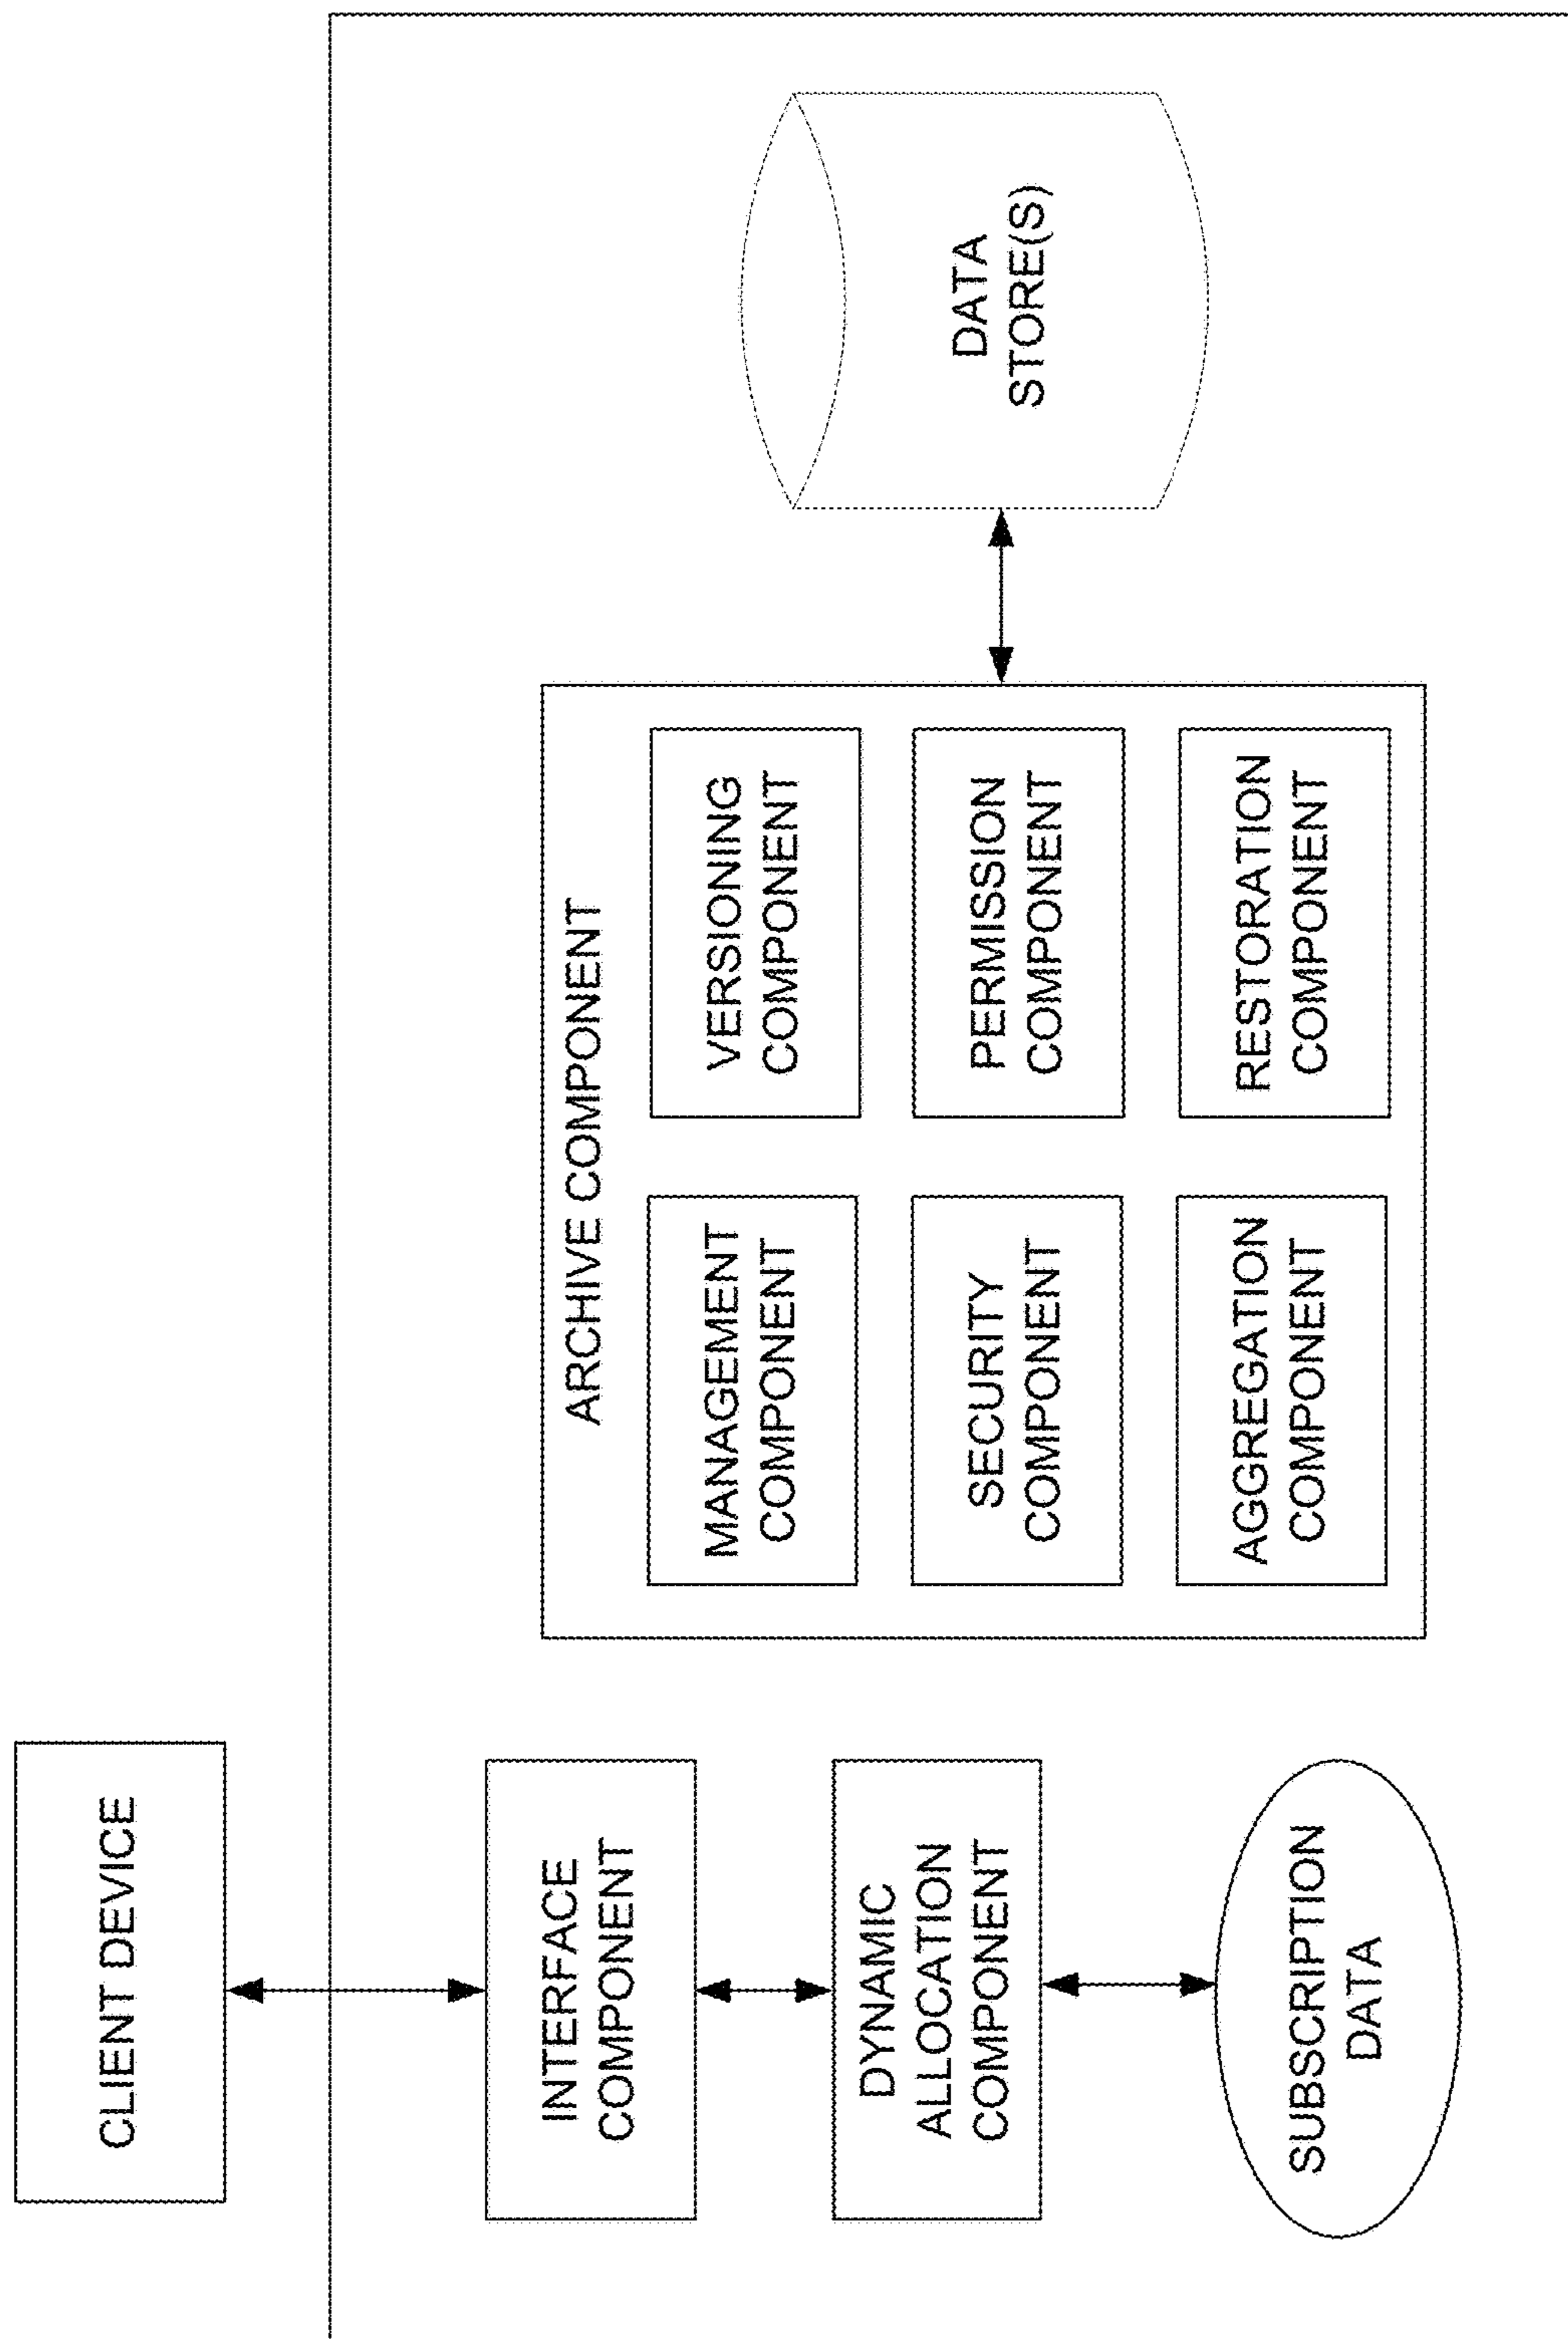 CLIENT DEVICE
INTERFACE
COMPONENT
DYNAMIC
ALLOCATION
COMPONENT
SUBSCRIPTION
DATA
ARCHIVE COMPONENT
MANAGEMENT
COMPONENT
VERSIONING
COMPONENT
SECURITY
COMPONENT
PERMISSION
COMPONENT
AGGREGATION
COMPONENT
RESTORATION
COMPONENT
DATA
STORE(S)